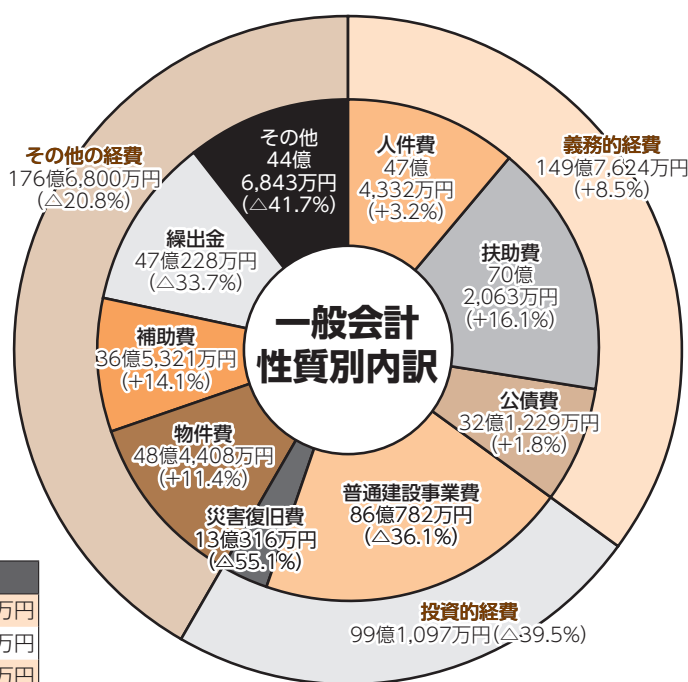 一般会計
性質別内訳
義務的経費
149億7,624万円
(+8.5%)
人件費
47億
4,332万円
(+3.2%)
扶助費
70億
2,063万円
(+16.1%)
公債費
32億1,229万円
(+1.8%)
投資的経費
99億1,097万円(△39.5%)
普通建設事業費
86億782万円
(△36.1%)
災害復旧費
13億316万円
(△55.1%)
その他の経費
176億6,800万円
(△20.8%)
物件費
48億4,408万円
(+11.4%)
補助費
36億5,321万円
(+14.1%)
繰出金
47億228万円
(△33.7%)
その他
44億
6,843万円
(△41.7%)
万円
万円
万円